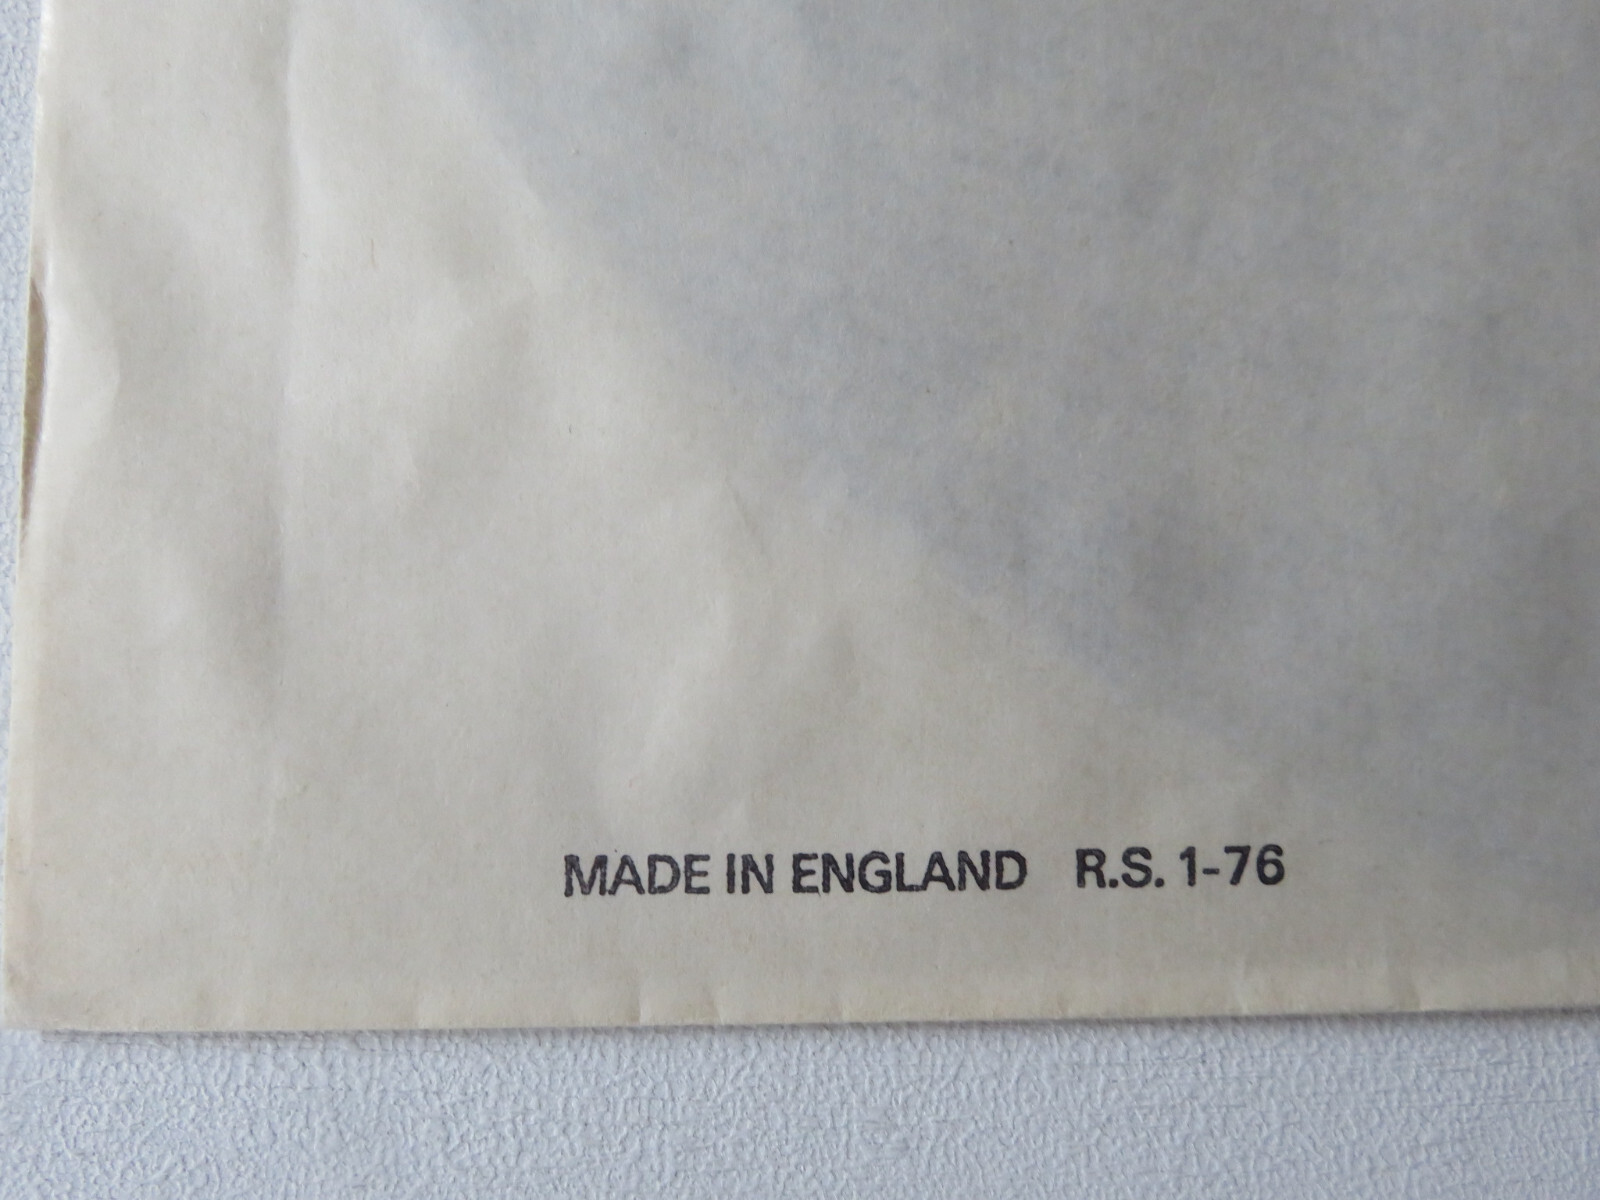 MADE IN ENGLAND R.S. 1-76